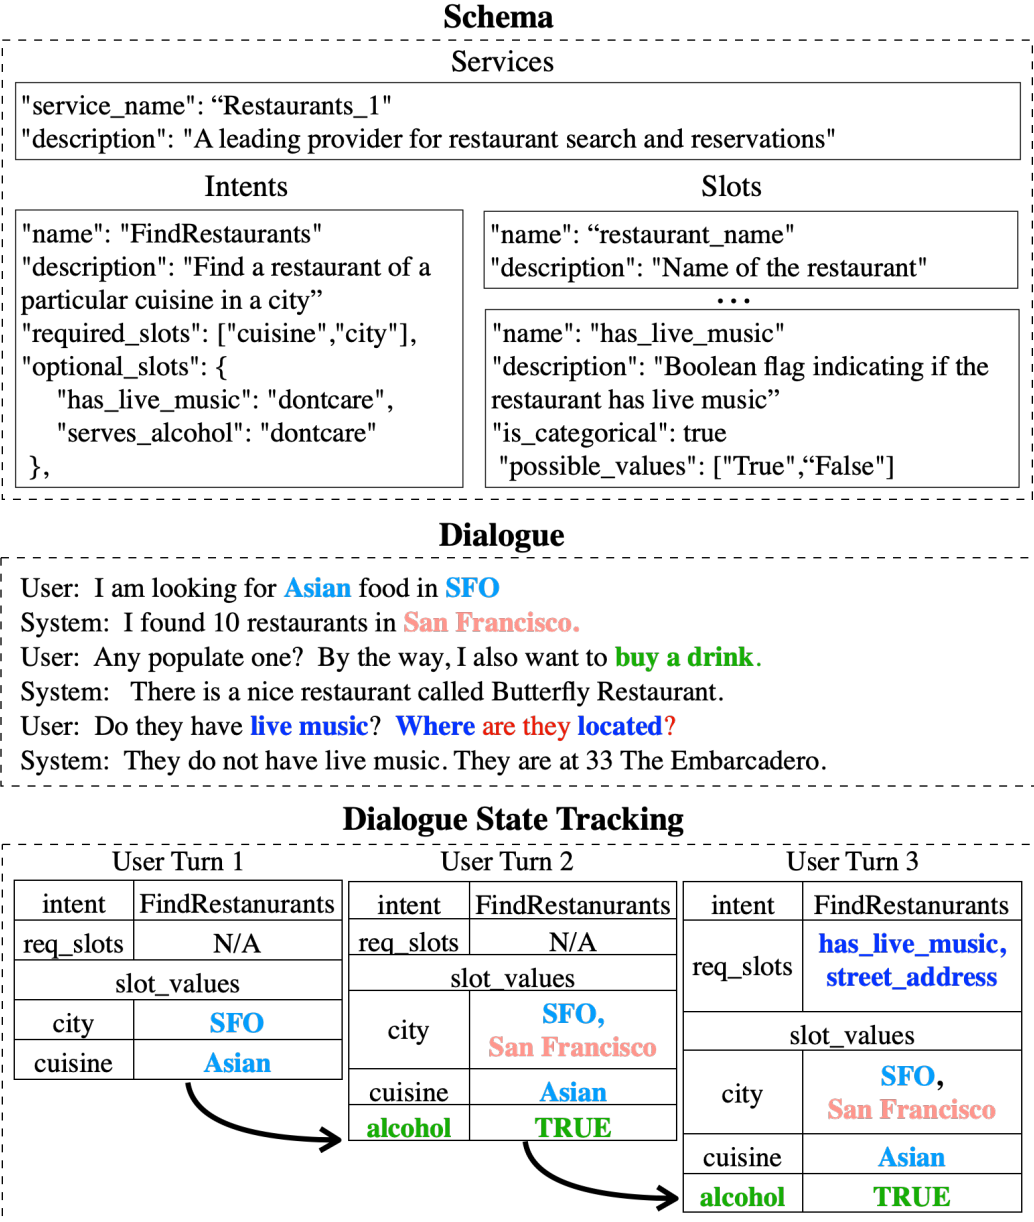 Schema
Services
"service_name": “Restaurants_1"
"description": "A leading provider for restaurant search and reservations"
Intents
"name": "FindRestaurants"
"description": "Find a restaurant of a
particular cuisine in a city”
"required_slots": ["cuisine","city"],
"optional_slots": {
"has_live_music": "dontcare",
"serves_alcohol": "dontcare"
},
Slots
"name": “restaurant_name"
"description": "Name of the restaurant"
...
"name": "has_live_music"
"description": "Boolean flag indicating if the
restaurant has live music”
"is_categorical": true
"possible_values": ["True",“False"]
Dialogue
User: I am looking for Asian food in SFO
System: I found 10 restaurants in San Francisco.
User: Any populate one? By the way, I also want to buy a drink.
System: There is a nice restaurant called Butterfly Restaurant.
User: Do they have live music? Where are they located?
System: They do not have live music. They are at 33 The Embarcadero.
Dialogue State Tracking
User Turn 1
intent FindRestanurants
req_slots N/A
slot_values
city SFO
cuisine Asian
User Turn 2
intent FindRestanurants
req_slots N/A
slot_values
city SFO,
San Francisco
cuisine Asian
alcohol TRUE
User Turn 3
intent FindRestanurants
req_slots has_live_music,
street_address
slot_values
city SFO,
San Francisco
cuisine Asian
alcohol TRUE